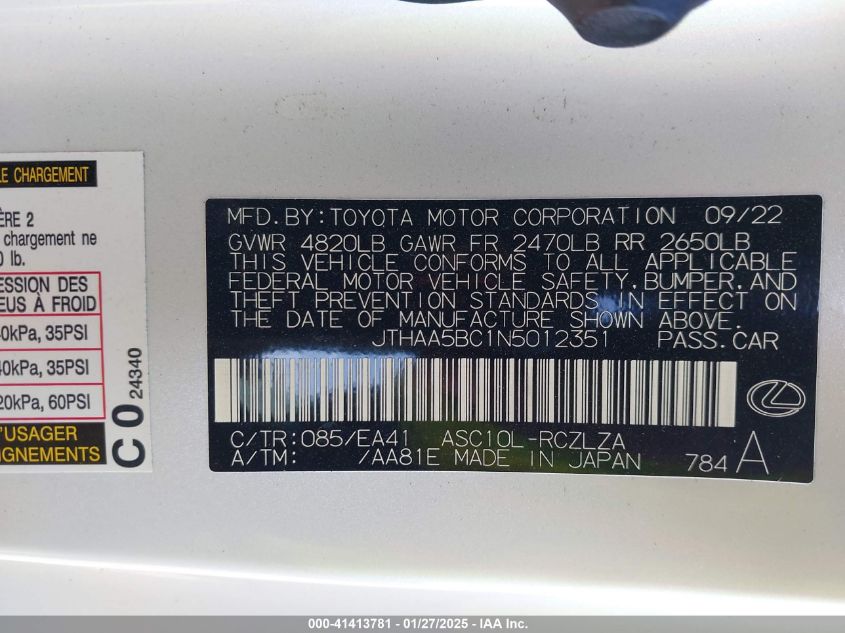 LE CHARGEMENT
ÈRE 2
chargement ne
0 lb.
ESSION DES
EUS À FROID
40kPa, 35PSI
40kPa, 35PSI
20kPa, 60PSI
'USAGER
IGNEMENTS
C 0 24340
MFD.BY:TOYOTA MOTOR CORPORATION 09/22
GVWR 4820LB GAWR FR 2470LB RR 2650LB
THIS VEHICLE CONFORMS TO ALL APPLICABLE
FEDERAL MOTOR VEHICLE SAFETY,BUMPER,AND
THEFT PREVENTION STANDARDS IN EFFECT ON
THE DATE OF MANUFACTURE SHOWN ABOVE.
JTHAA5BC1N5012351 PASS.CAR
C/TR:085/EA41 ASC10L-RCZLZA
A/TM: /AA81E MADE IN JAPAN 784 A
000-41413781 - 01/27/2025 - IAA Inc.